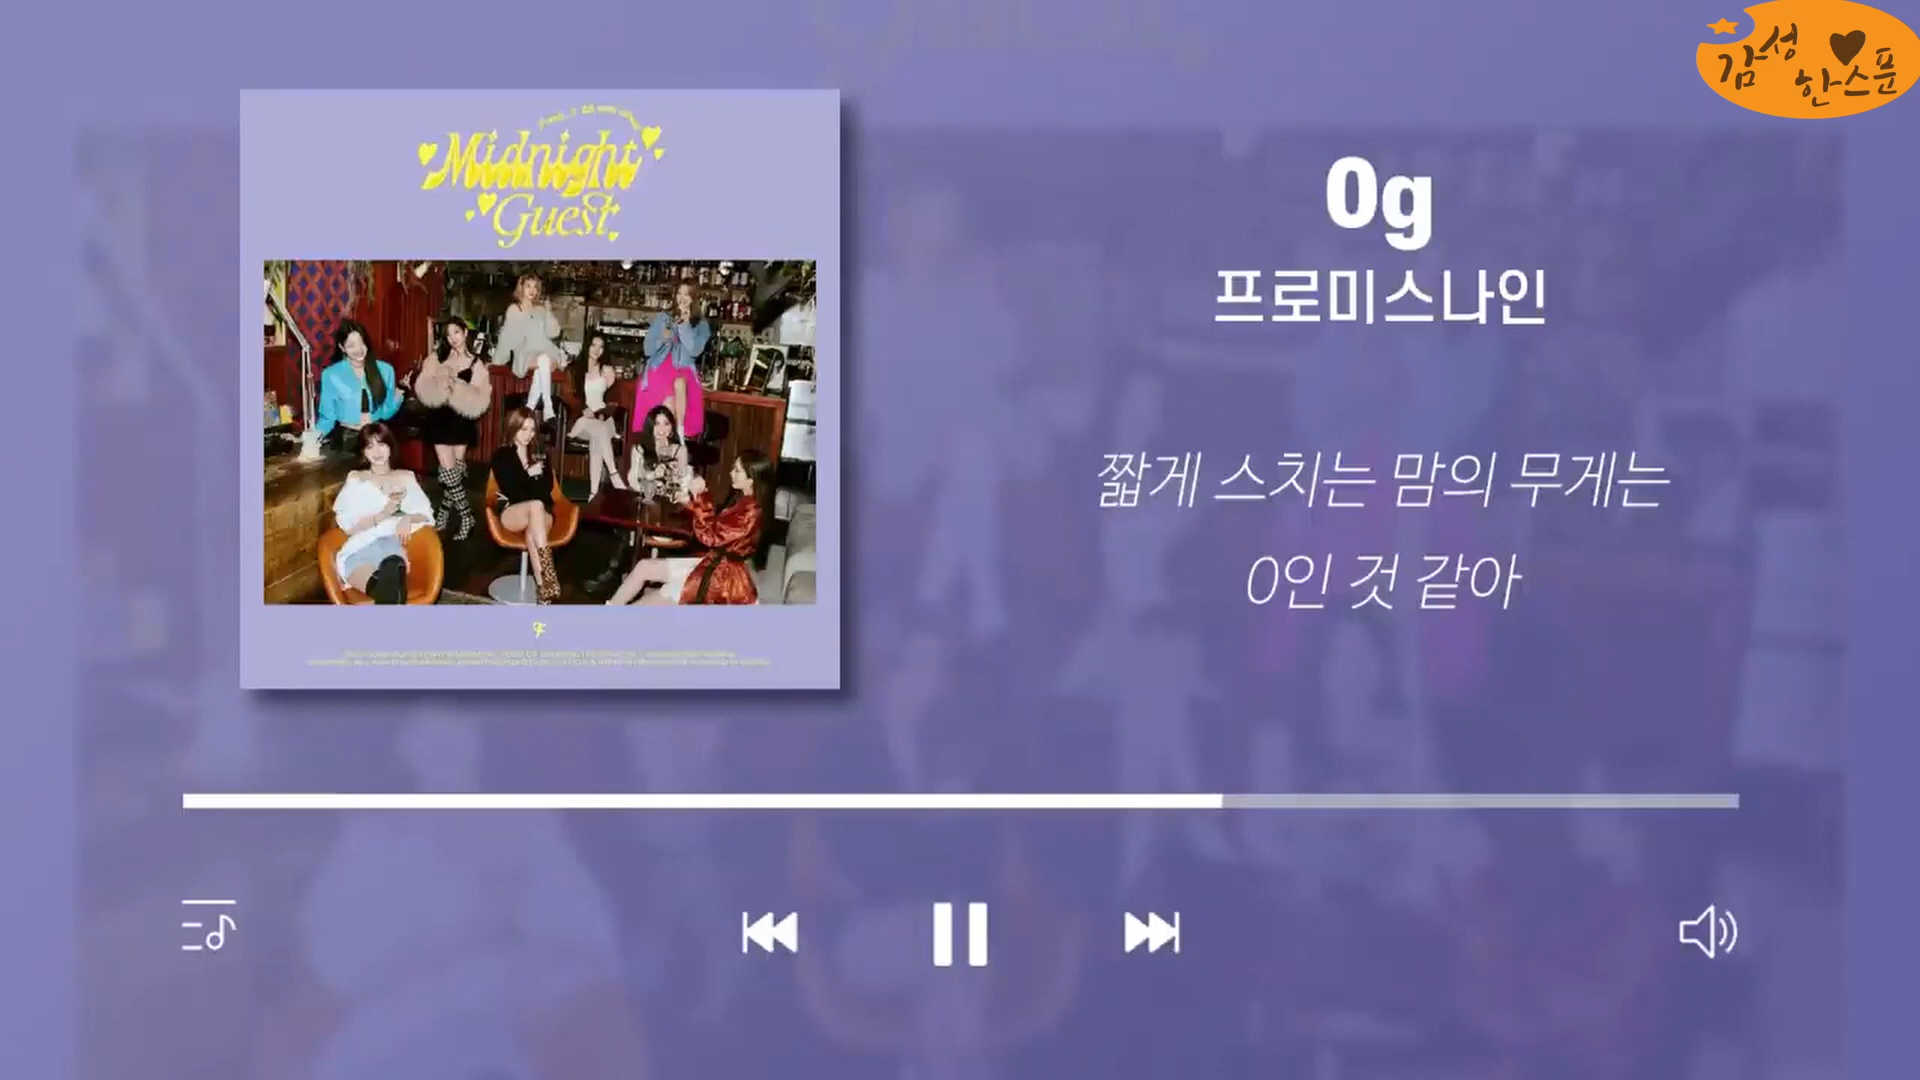 감성
한스푼
Midnight
Guest
0g
프로미스나인
짧게 스치는 맘의 무게는
0인 것 같아